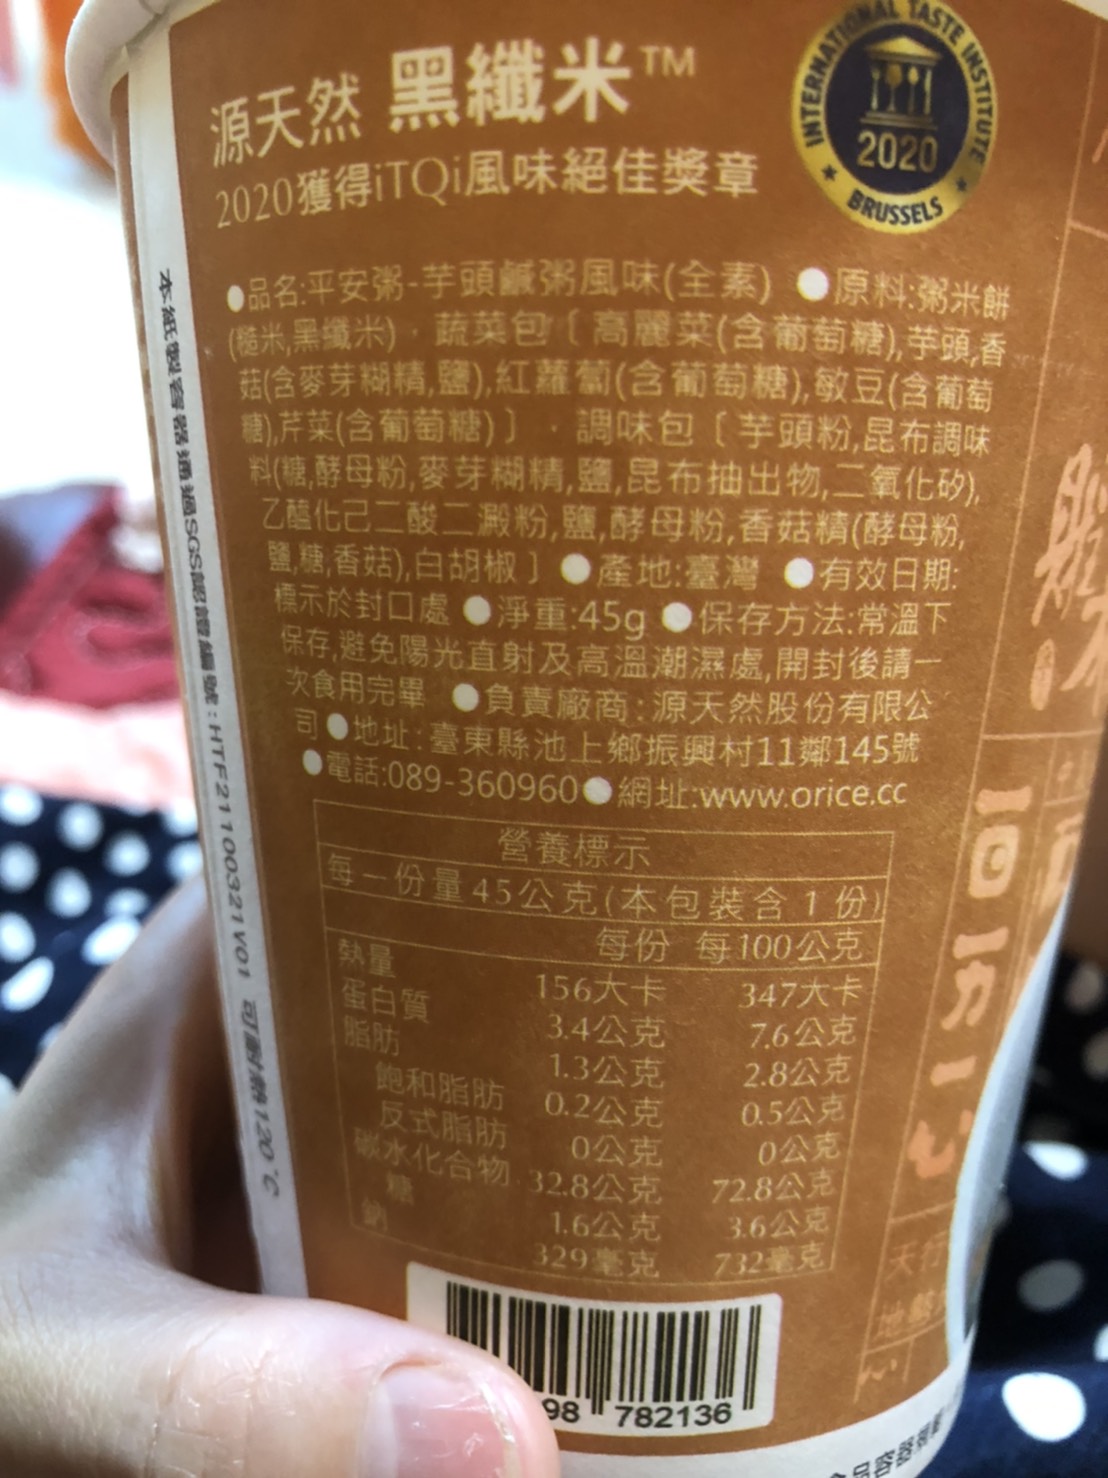 源天然 黑纖米™
2020獲得iTQi風味絕佳獎章
INTERNATIONAL TASTE INSTITUTE
2020
BRUSSELS
●品名:平安粥-芋頭鹹粥風味(全素) ●原料:粥米餅
(糙米,黑纖米)·蔬菜包〔高麗菜(含葡萄糖),芋頭,香
菇(含麥芽糊精,鹽),紅蘿蔔(含葡萄糖),敏豆(含葡萄
糖),芹菜(含葡萄糖)〕·調味包〔芋頭粉,昆布調味
料(糖,酵母粉,麥芽糊精,鹽,昆布抽出物,二氧化矽),
乙醯化己二酸二澱粉,鹽,酵母粉,香菇精(酵母粉,
鹽,糖,香菇),白胡椒〕●產地:臺灣 ●有效日期:
標示於封口處 ●淨重:45g ●保存方法:常溫下
保存,避免陽光直射及高溫潮濕處,開封後請一
次食用完畢 ●負責廠商:源天然股份有限公
司●地址:臺東縣池上鄉振興村11鄰145號
●電話:089-360960●網址:www.orice.cc
營養標示
每一份量45公克(本包裝含1份)
每份 每100公克
熱量 156大卡 347大卡
蛋白質 3.4公克 7.6公克
脂肪 1.3公克 2.8公克
飽和脂肪 0.2公克 0.5公克
反式脂肪 0公克 0公克
碳水化合物 32.8公克 72.8公克
糖 1.6公克 3.6公克
鈉 329毫克 732毫克
98 782136
本紙製容器通過SGS認證編號:HTF21100321V01 可耐熱120℃